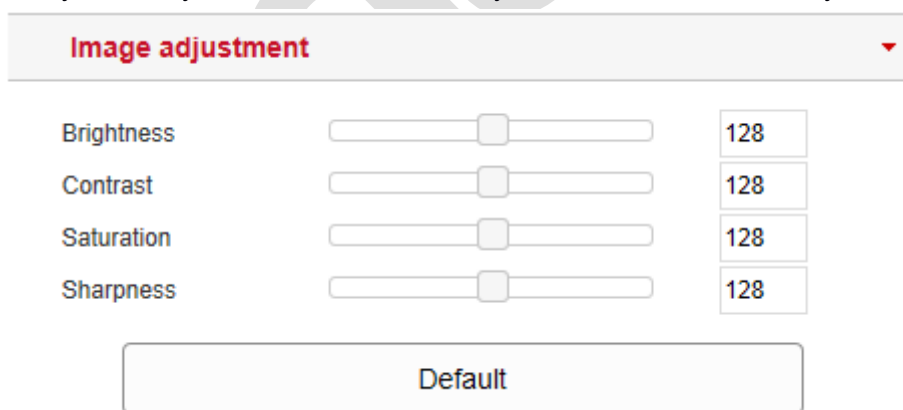 Image adjustment
Brightness 128
Contrast 128
Saturation 128
Sharpness 128
Default